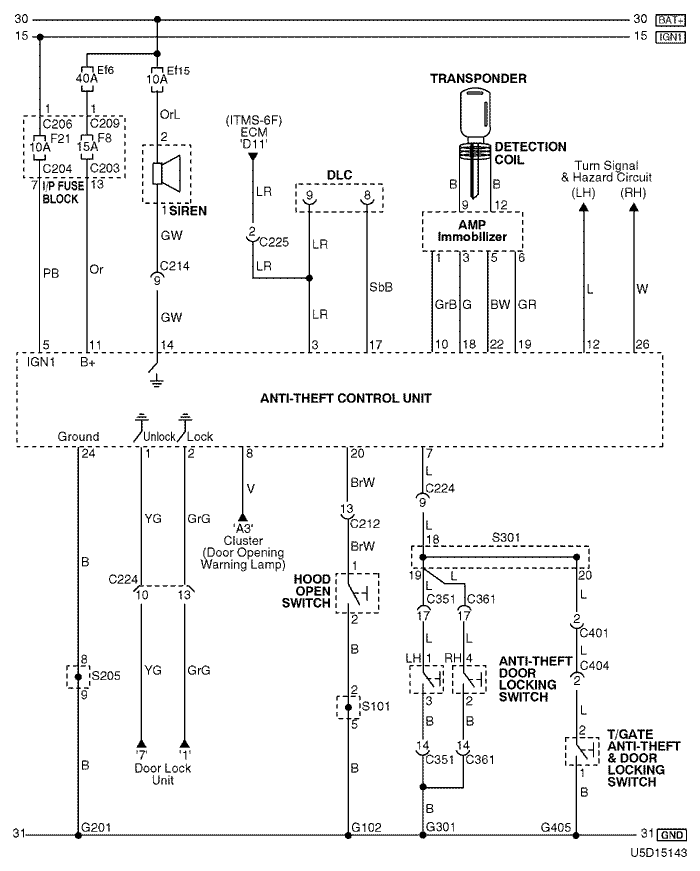 30 30 BAT+
15 15 IGN1
Ef6 Ef15
40A 10A
TRANSPONDER
1 1 OrL
C206 C209
F21 F8 2
10A 15A
C204 C203
7 13
I/P FUSE
BLOCK
SIREN
1
(ITMS-6F)
ECM
'D11'
DLC
9 8
DETECTION
COIL
B B
9 12
Turn Signal
& Hazard Circuit
(LH) (RH)
AMP
Immobilizer
1 3 5 6
GW LR
C214 2 C225
9
LR LR
PB Or SbB
GrB G BW GR L W
GW LR
5 11 14 3 17 10 18 22 19 12 26
IGN1 B+
ANTI-THEFT CONTROL UNIT
Ground Unlock Lock
24 1 2 8 20 7
BrW L
V C224
9
YG GrG 13
'A3' C212
Cluster
(Door Opening
Warning Lamp)
L
18 S301
B BrW
C224 1
10 13
HOOD
OPEN
SWITCH
2
19 L 20
L L
C351 C361
17 17
2 C401
L L L
C404
2
8 S205
9
YG GrG B
LH 1 RH 4
ANTI-THEFT
DOOR
LOCKING
SWITCH
3 2
2 S101
5
B B L
14 14
C351 C361
2
T/GATE
ANTI-THEFT
& DOOR
LOCKING
SWITCH
1
'7' '1'
Door Lock
Unit
B B B B
31 G201 G102 G301 G405 31 GND
U5D15143